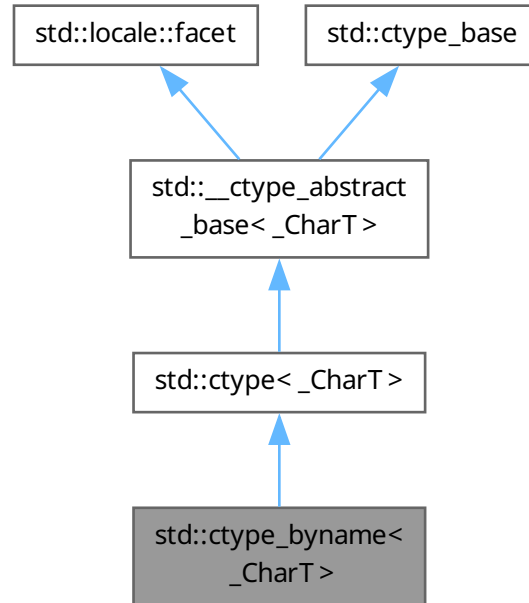 std::locale::facet
std::ctype_base
std::__ctype_abstract
_base< _CharT >
std::ctype< _CharT >
std::ctype_byname<
_CharT >